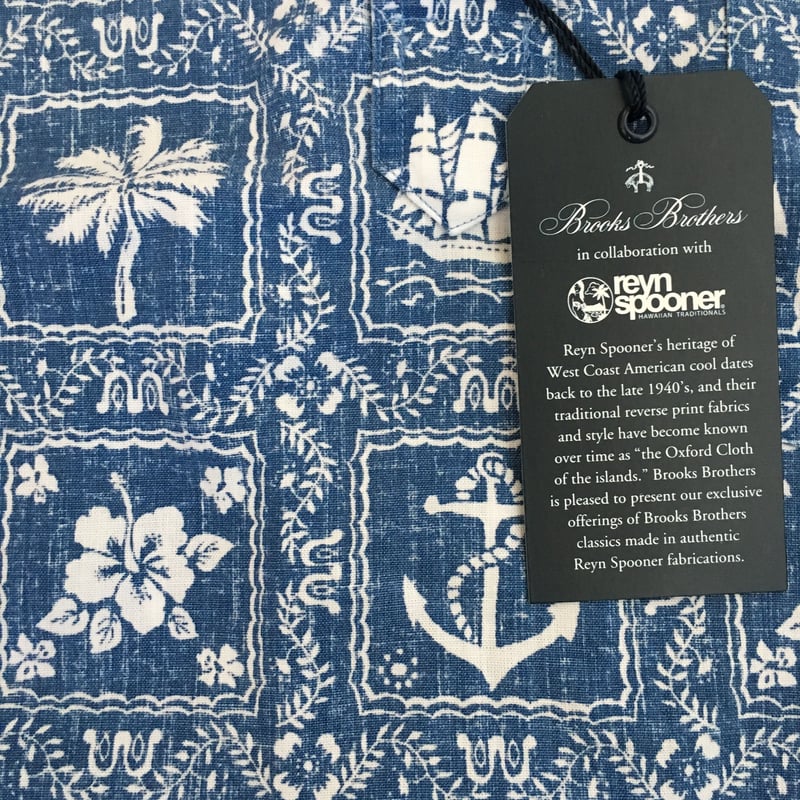 Brooks Brothers
in collaboration with
reyn
spooner
HAWAIIAN TRADITIONALS
Reyn Spooner's heritage of
West Coast American cool dates
back to the late 1940's, and their
traditional reverse print fabrics
and style have become known
over time as "the Oxford Cloth
of the islands." Brooks Brothers
is pleased to present our exclusive
offerings of Brooks Brothers
classics made in authentic
Reyn Spooner fabrications.